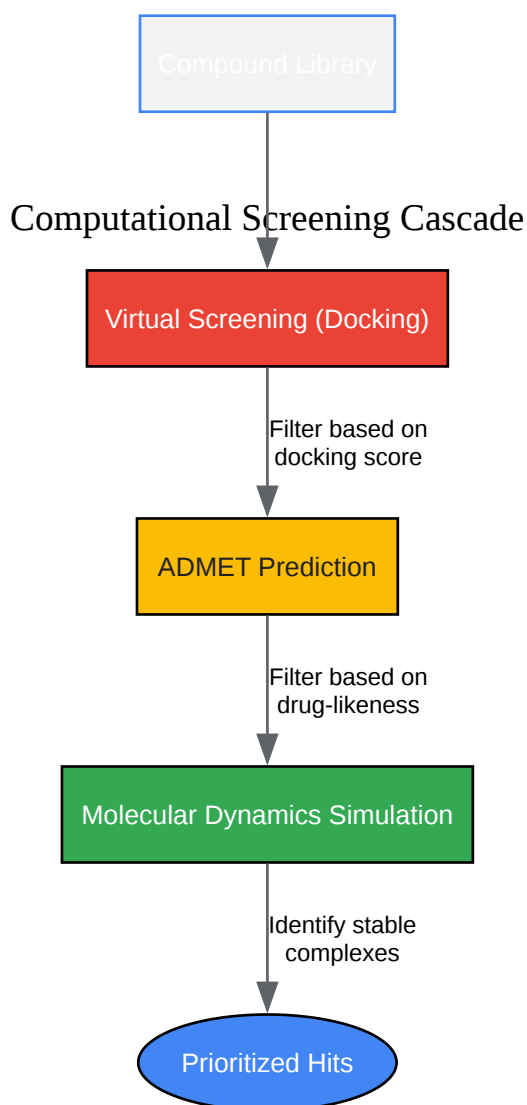 Compound Library
Computational Screening Cascade
Virtual Screening (Docking)
Filter based on
docking score
ADMET Prediction
Filter based on
drug-likeness
Molecular Dynamics Simulation
Identify stable
complexes
Prioritized Hits